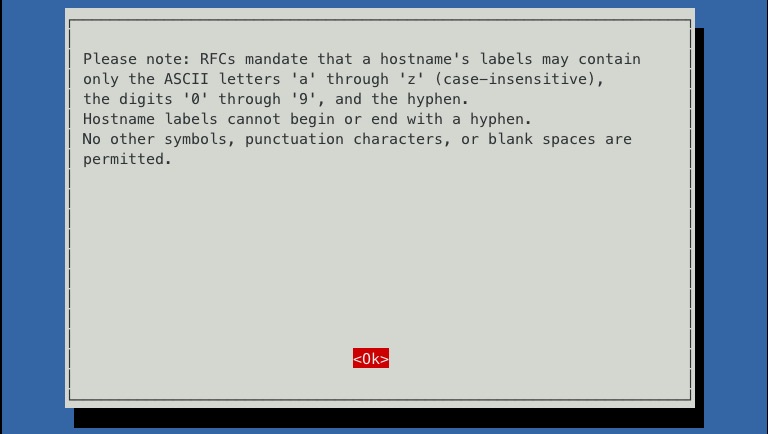 Please note: RFCs mandate that a hostname's labels may contain
only the ASCII letters 'a' through 'z' (case-insensitive),
the digits '0' through '9', and the hyphen.
Hostname labels cannot begin or end with a hyphen.
No other symbols, punctuation characters, or blank spaces are
permitted.
<Ok>